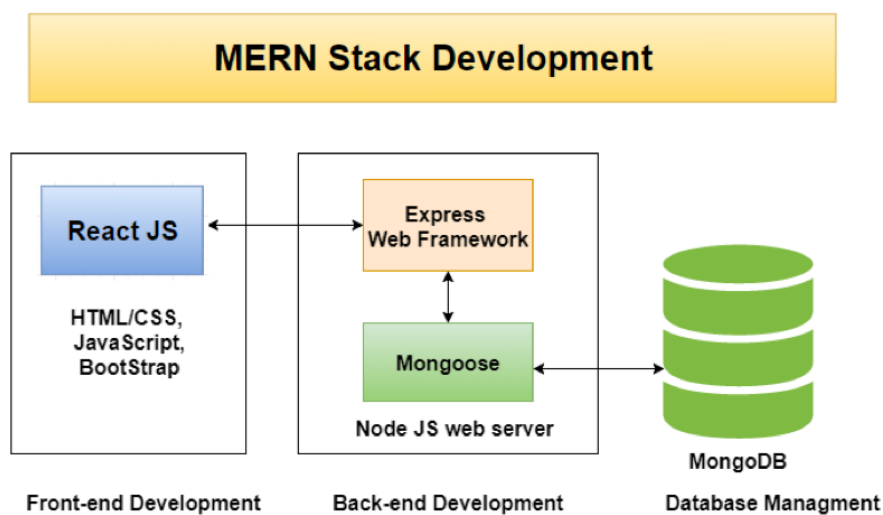 MERN Stack Development
React JS
HTML/CSS,
JavaScript,
BootStrap
Express
Web Framework
Mongoose
Node JS web server
MongoDB
Front-end Development
Back-end Development
Database Managment